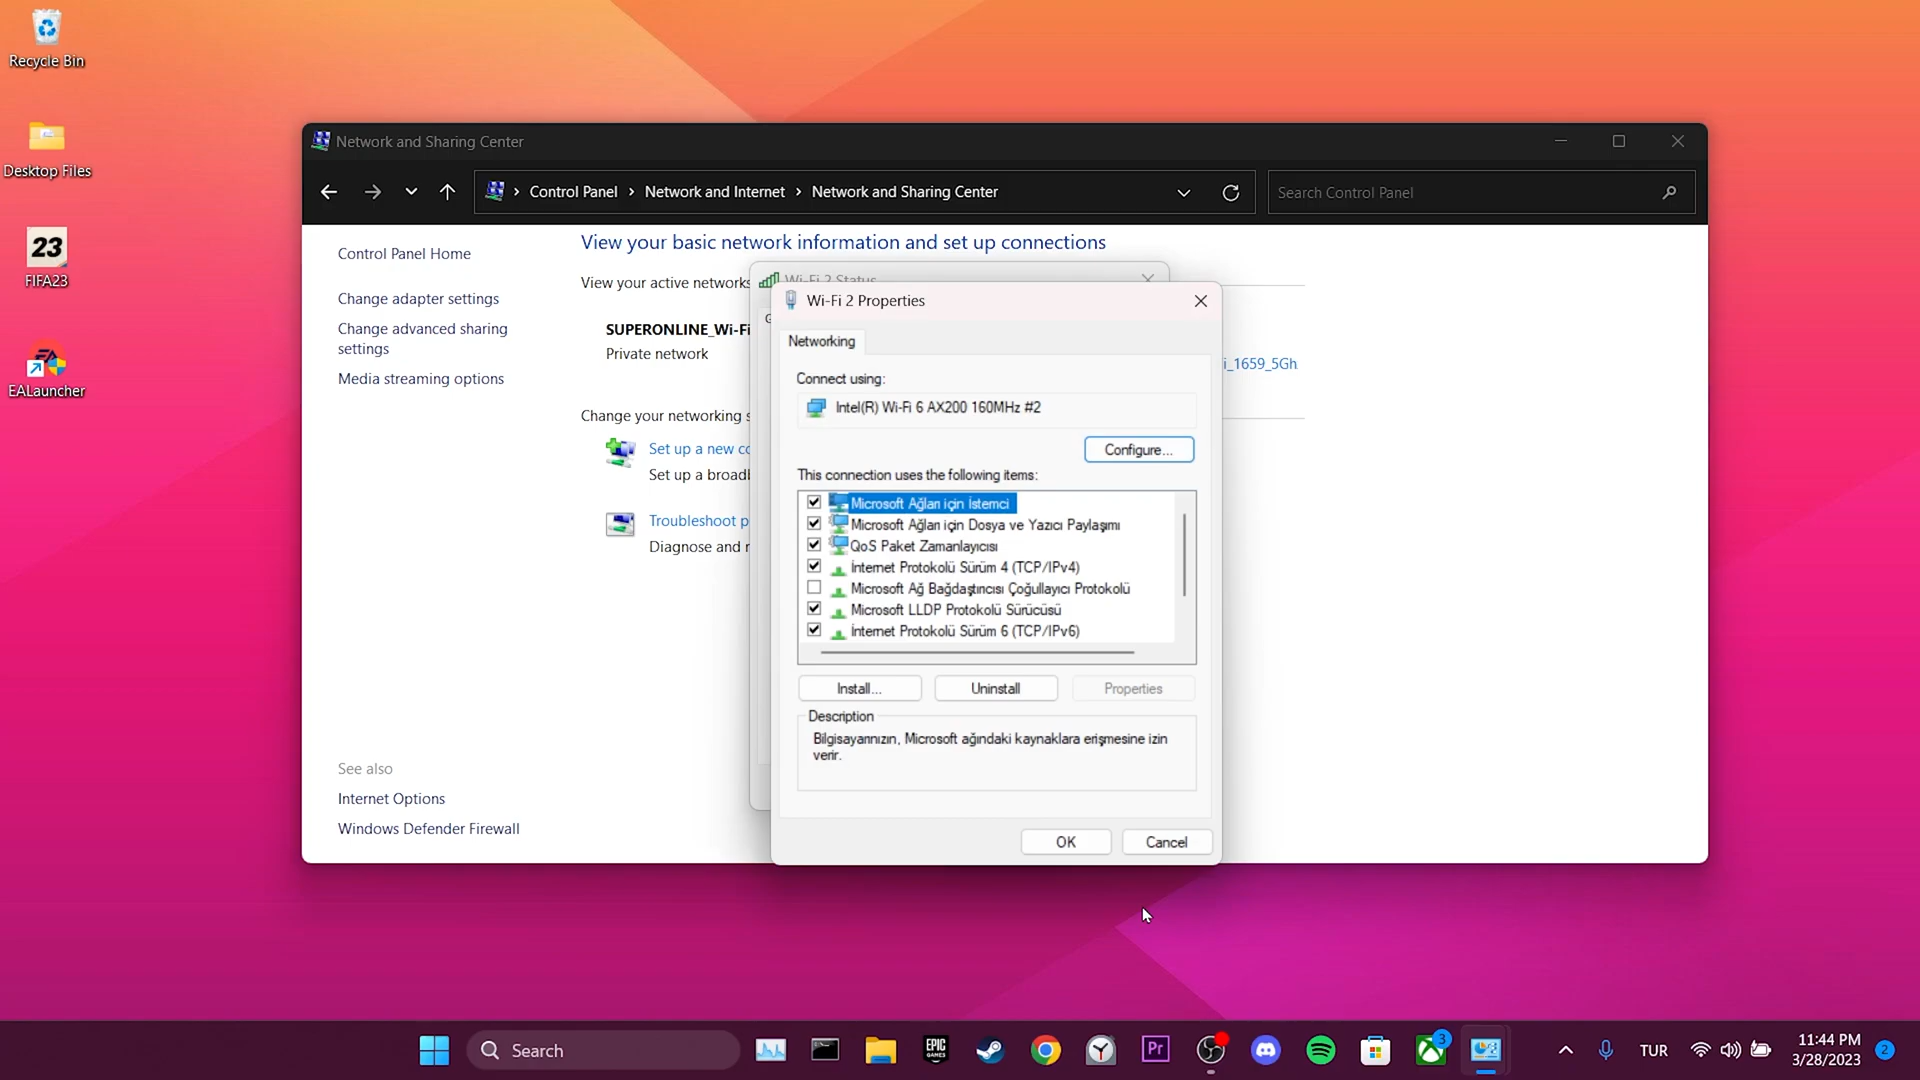 Recycle Bin
Desktop Files
23
FIFA23
EALauncher
Network and Sharing Center
Control Panel
Network and Internet
Network and Sharing Center
Search Control Panel
Control Panel Home
Change adapter settings
Change advanced sharing
settings
Media streaming options
See also
Internet Options
Windows Defender Firewall
View your basic network information and set up connections
View your active networks
SUPERONLINE_Wi-Fi
Private network
i_1659_5Gh
Change your networking s
Set up a new co
Set up a broadb
Troubleshoot p
Diagnose and r
Wi-Fi 2 Status
Wi-Fi 2 Properties
Networking
Connect using:
Intel(R) Wi-Fi 6 AX200 160MHz #2
Configure...
This connection uses the following items:
Microsoft Ağları için İstemci
Microsoft Ağları için Dosya ve Yazıcı Paylaşımı
QoS Paket Zamanlayıcısı
İnternet Protokolü Sürüm 4 (TCP/IPv4)
Microsoft Ağ Bağdaştırıcısı Çoğullayıcı Protokolü
Microsoft LLDP Protokolü Sürücüsü
İnternet Protokolü Sürüm 6 (TCP/IPv6)
Install...
Uninstall
Properties
Description
Bilgisayarınızın, Microsoft ağındaki kaynaklara erişmesine izin
verir.
OK
Cancel
Search
EPIC
GAMES
Pr
3
TUR
11:44 PM
3/28/2023
2